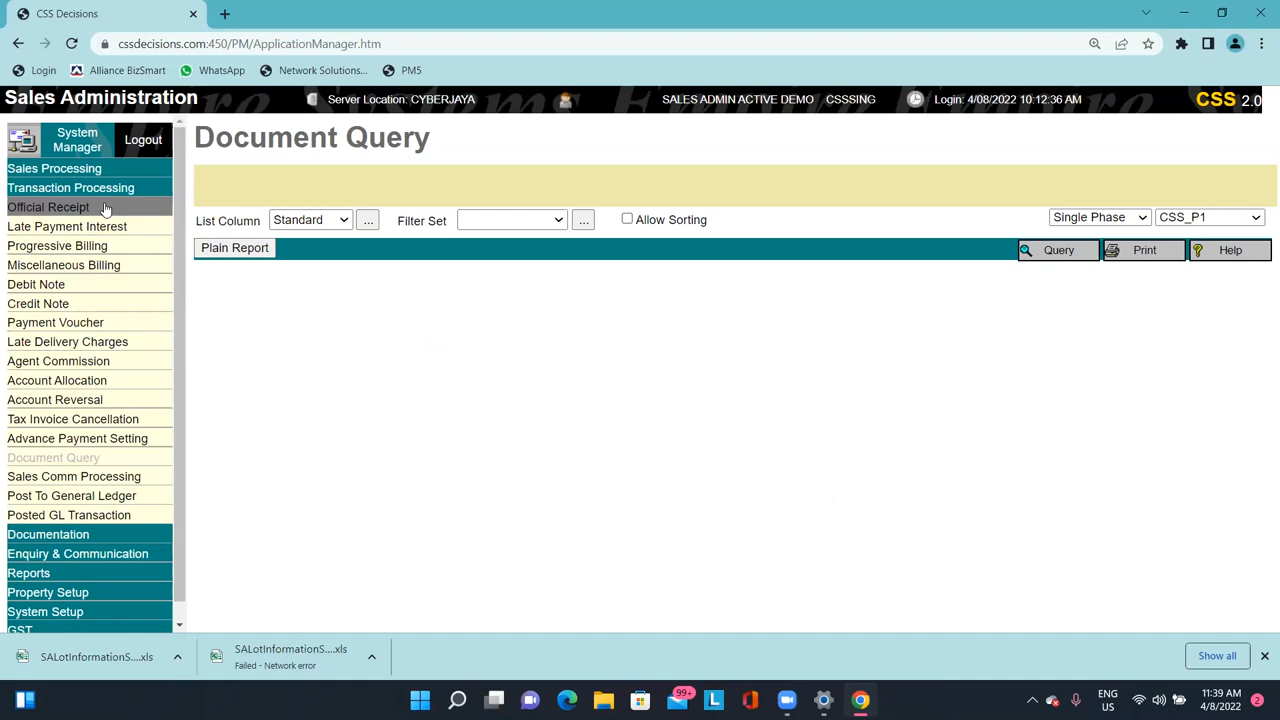 CSS Decisions
cssdecisions.com:450/PM/ApplicationManager.htm
Login
Alliance BizSmart
WhatsApp
Network Solutions...
PM5
Sales Administration
Server Location: CYBERJAYA
SALES ADMIN ACTIVE DEMO
CSSSING
Login: 4/08/2022 10:12:36 AM
CSS 2.0
System Manager
Logout
Sales Processing
Transaction Processing
Official Receipt
Late Payment Interest
Progressive Billing
Miscellaneous Billing
Debit Note
Credit Note
Payment Voucher
Late Delivery Charges
Agent Commission
Account Allocation
Account Reversal
Tax Invoice Cancellation
Advance Payment Setting
Document Query
Sales Comm Processing
Post To General Ledger
Posted GL Transaction
Documentation
Enquiry & Communication
Reports
Property Setup
System Setup
GST
Document Query
List Column
Standard
...
Filter Set
...
Allow Sorting
Single Phase
CSS_P1
Plain Report
Query
Print
? Help
SALotInformationS....xls
SALotInformationS....xls
Failed - Network error
Show all
99+
L
ENG
US
11:39 AM
4/8/2022
2